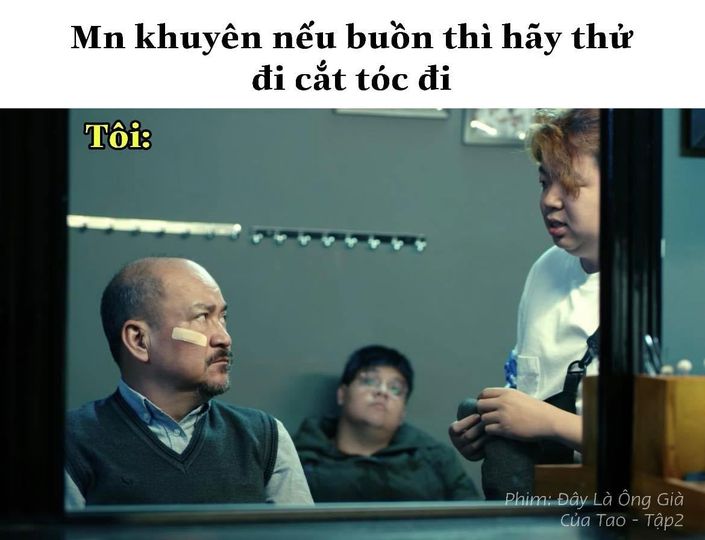 Mn khuyên nếu buồn thì hãy thử
đi cắt tóc đi
Tôi:
Phim: Đây Là Ông Già
Của Tao - Tập2